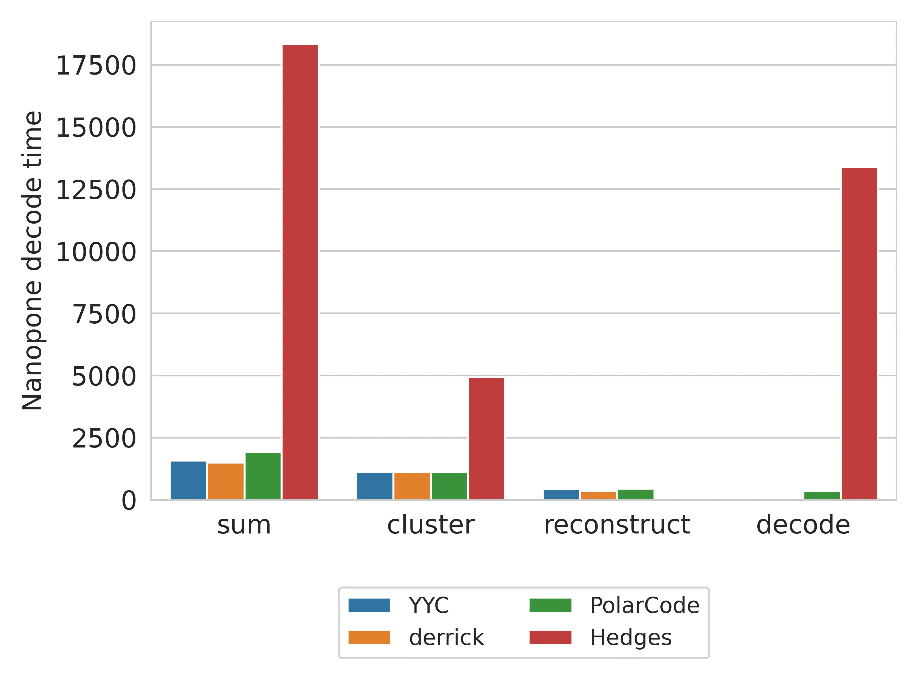 Nanopone decode time
17500
15000
12500
10000
7500
5000
2500
0
sum cluster reconstruct decode
YYC PolarCode
derrick Hedges